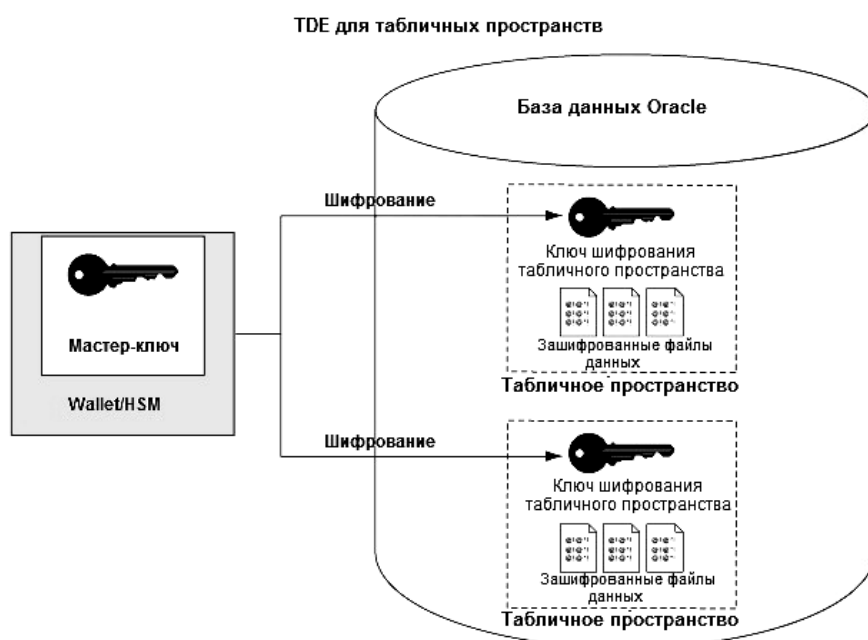 TDE для табличных пространств
База данных Oracle
Шифрование
Ключ шифрования
табличного пространства
Зашифрованные файлы
данных
Табличное пространство
Мастер-ключ
Wallet/HSM
Шифрование
Ключ шифрования
табличного пространства
Зашифрованные файлы
данных
Табличное пространство